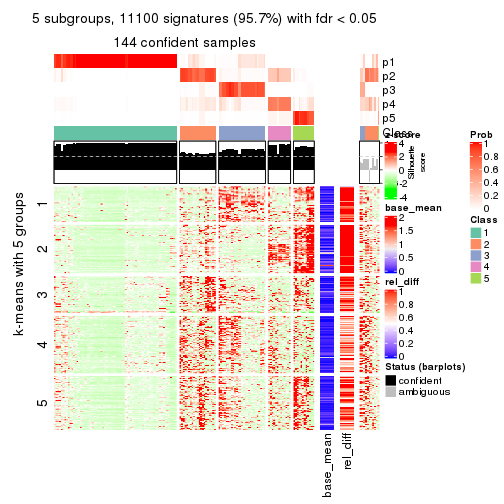 5 subgroups, 11100 signatures (95.7%) with fdr < 0.05
144 confident samples
p1
p2
p3
p4
p5
Class
Silhouette
score
k-means with 5 groups
1
2
3
4
5
base_mean
rel_diff
z-score
4
2
0
-2
-4
base_mean
2
1.5
1
0.5
0
rel_diff
1
0.8
0.6
0.4
0.2
0
Status (barplots)
confident
ambiguous
Prob
1
0.8
0.6
0.4
0.2
0
Class
1
2
3
4
5